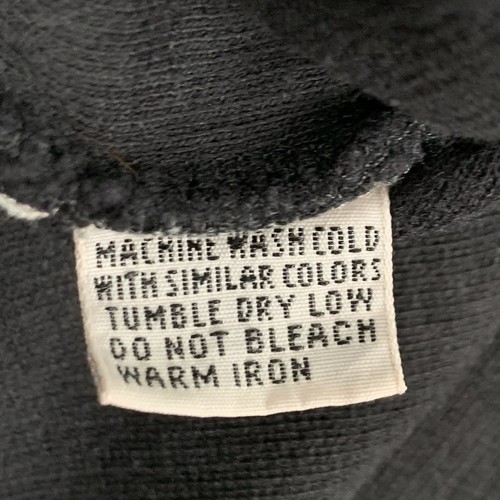 MACHINE WASH COLD
WITH SIMILAR COLORS
TUMBLE DRY LOW
DO NOT BLEACH
WARM IRON